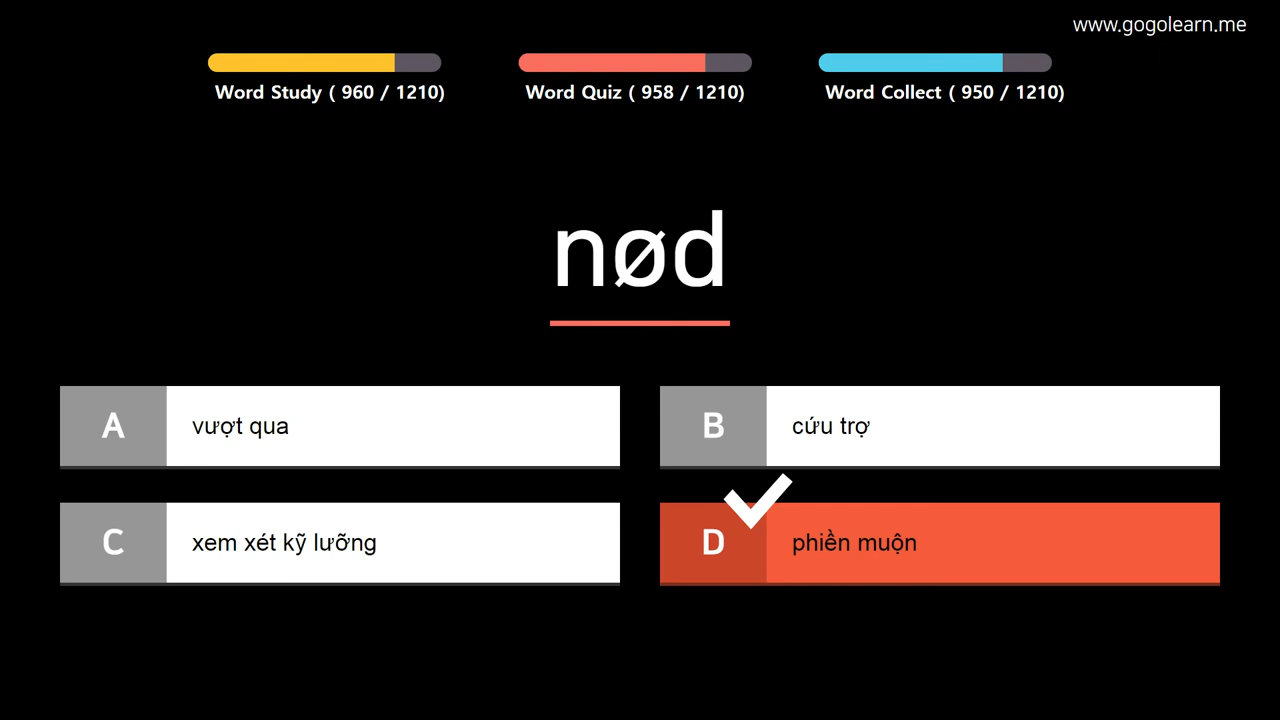 www.gogolearn.me
Word Study ( 960 / 1210)
Word Quiz ( 958 / 1210)
Word Collect ( 950 / 1210)
nød
A vượt qua
B cứu trợ
C xem xét kỹ lưỡng
D phiền muộn